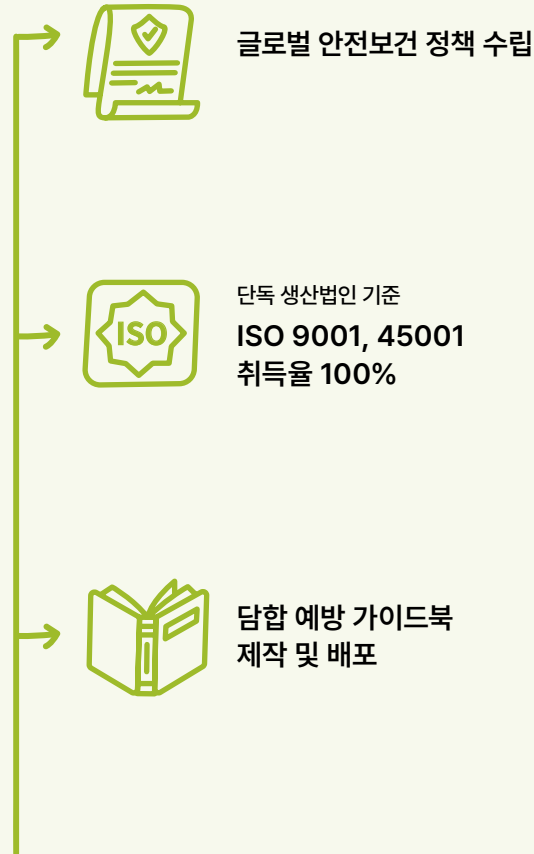 글로벌 안전보건 정책 수립
단독 생산법인 기준
ISO
ISO 9001, 45001
취득율 100%
담합 예방 가이드북
제작 및 배포